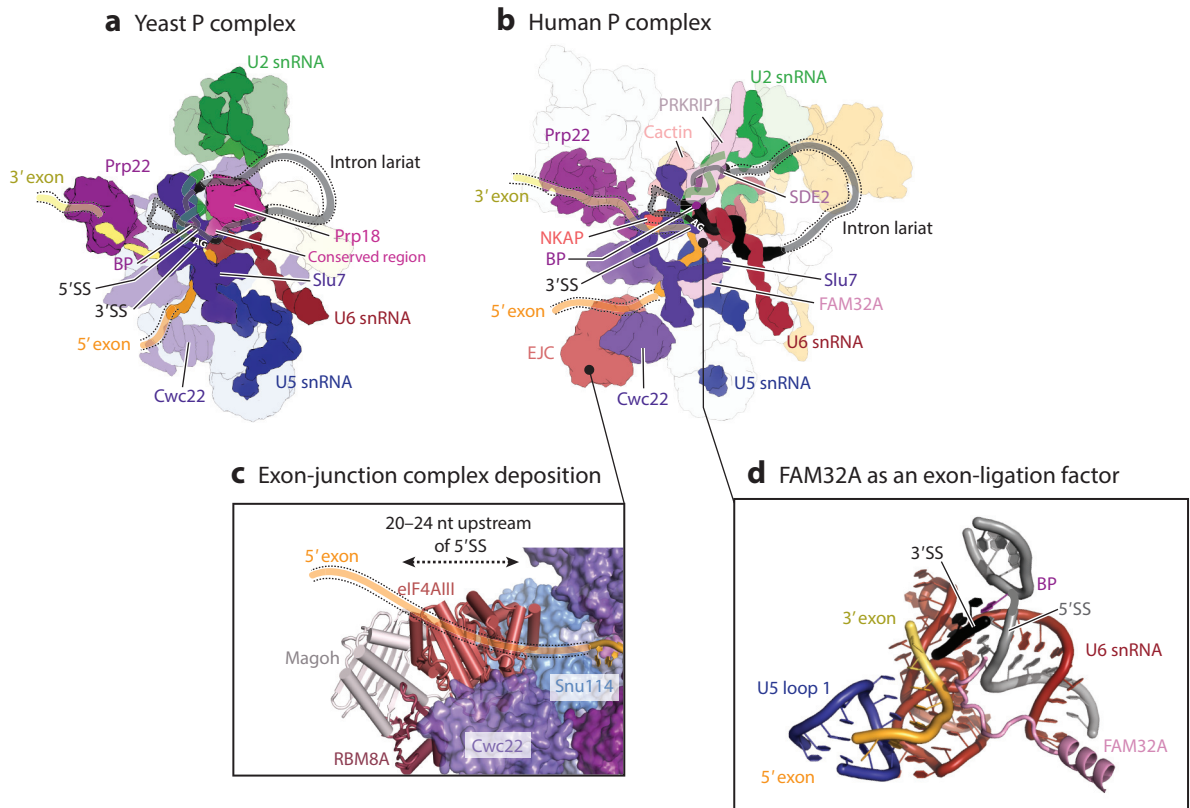 a Yeast P complex
U2 snRNA
Prp22
3′ exon
Intron lariat
Prp18
Conserved region
AG
BP
5′SS
3′SS
Slu7
U6 snRNA
5′ exon
U5 snRNA
Cwc22
b Human P complex
U2 snRNA
PRKRIP1
Cactin
Prp22
3′ exon
SDE2
Intron lariat
NKAP
AG
BP
3′SS
Slu7
FAM32A
5′ exon
U6 snRNA
EJC
U5 snRNA
Cwc22
c Exon-junction complex deposition
20–24 nt upstream
of 5′SS
5′ exon
eIF4AIII
Magoh
Snu114
Cwc22
RBM8A
d FAM32A as an exon-ligation factor
3′SS
BP
5′SS
3′ exon
U6 snRNA
U5 loop 1
FAM32A
5′ exon